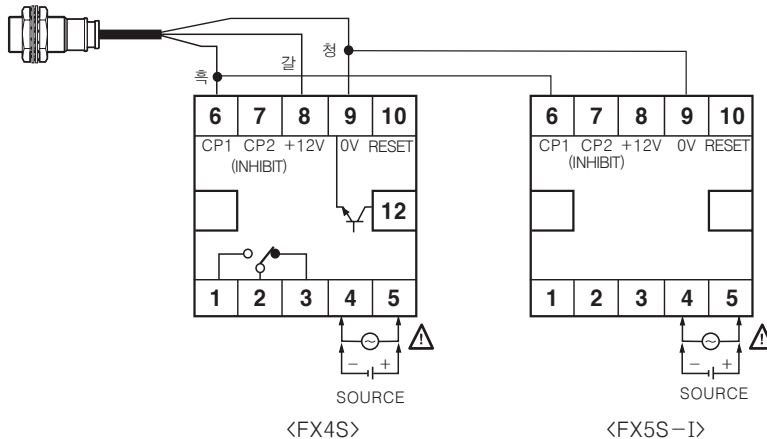 흑
갈
청
6 7 8 9 10
CP1 CP2 +12V 0V RESET
(INHIBIT)
12
1 2 3 4 5
− +
SOURCE
<FX4S>
6 7 8 9 10
CP1 CP2 +12V 0V RESET
(INHIBIT)
1 2 3 4 5
− +
SOURCE
<FX5S−I>